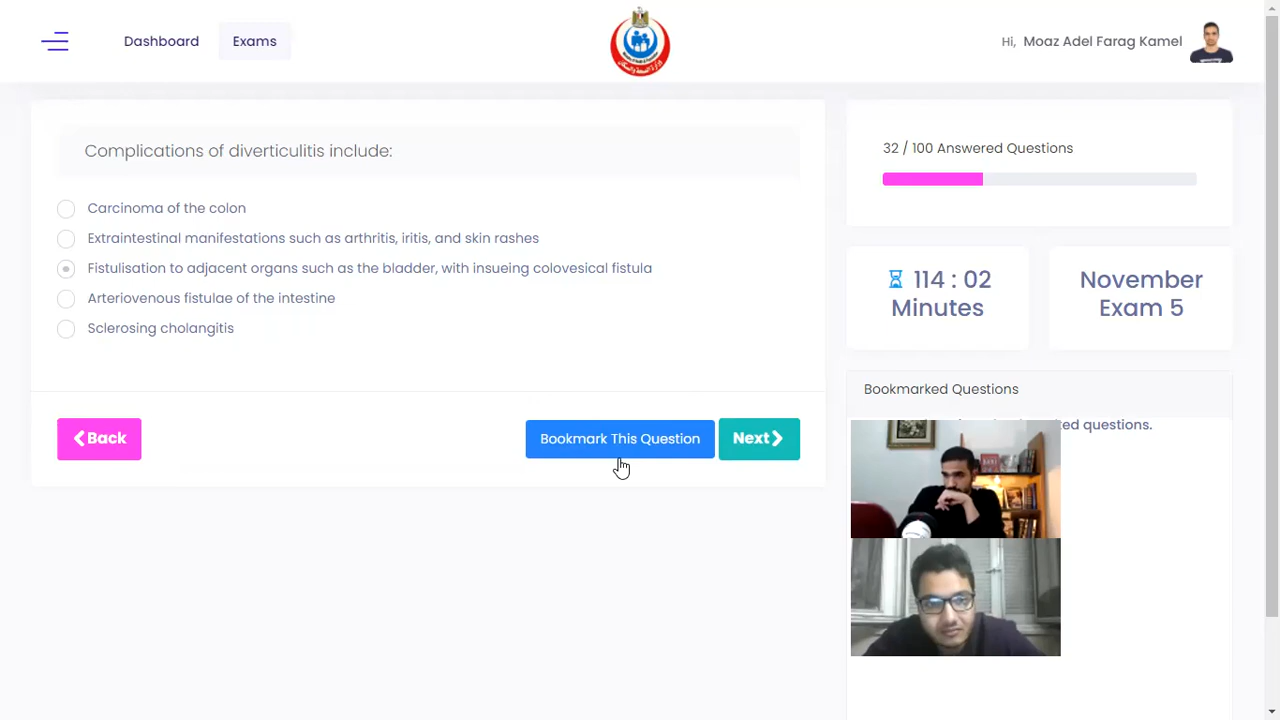 Dashboard
Exams
Hi, Moaz Adel Farag Kamel
Complications of diverticulitis include:
Carcinoma of the colon
Extraintestinal manifestations such as arthritis, iritis, and skin rashes
Fistulisation to adjacent organs such as the bladder, with insueing colovesical fistula
Arteriovenous fistulae of the intestine
Sclerosing cholangitis
Back
Bookmark This Question
Next
32 / 100 Answered Questions
114 : 02
Minutes
November
Exam 5
Bookmarked Questions
questions.